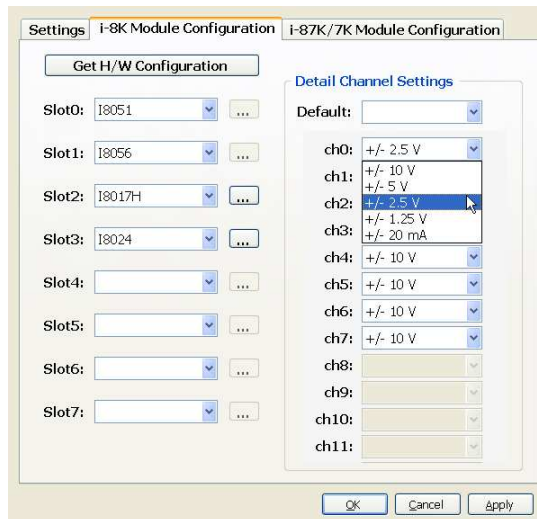 Settings i-8K Module Configuration i-87K/7K Module Configuration
Get H/W Configuration
Slot0: I8051 ...
Slot1: I8056 ...
Slot2: I8017H ...
Slot3: I8024 ...
Slot4: ...
Slot5: ...
Slot6: ...
Slot7: ...
Detail Channel Settings
Default:
ch0: +/- 2.5 V
ch1: +/- 10 V
+/- 5 V
ch2: +/- 2.5 V
+/- 1.25 V
ch3: +/- 20 mA
ch4: +/- 10 V
ch5: +/- 10 V
ch6: +/- 10 V
ch7: +/- 10 V
ch8:
ch9:
ch10:
ch11:
OK Cancel Apply